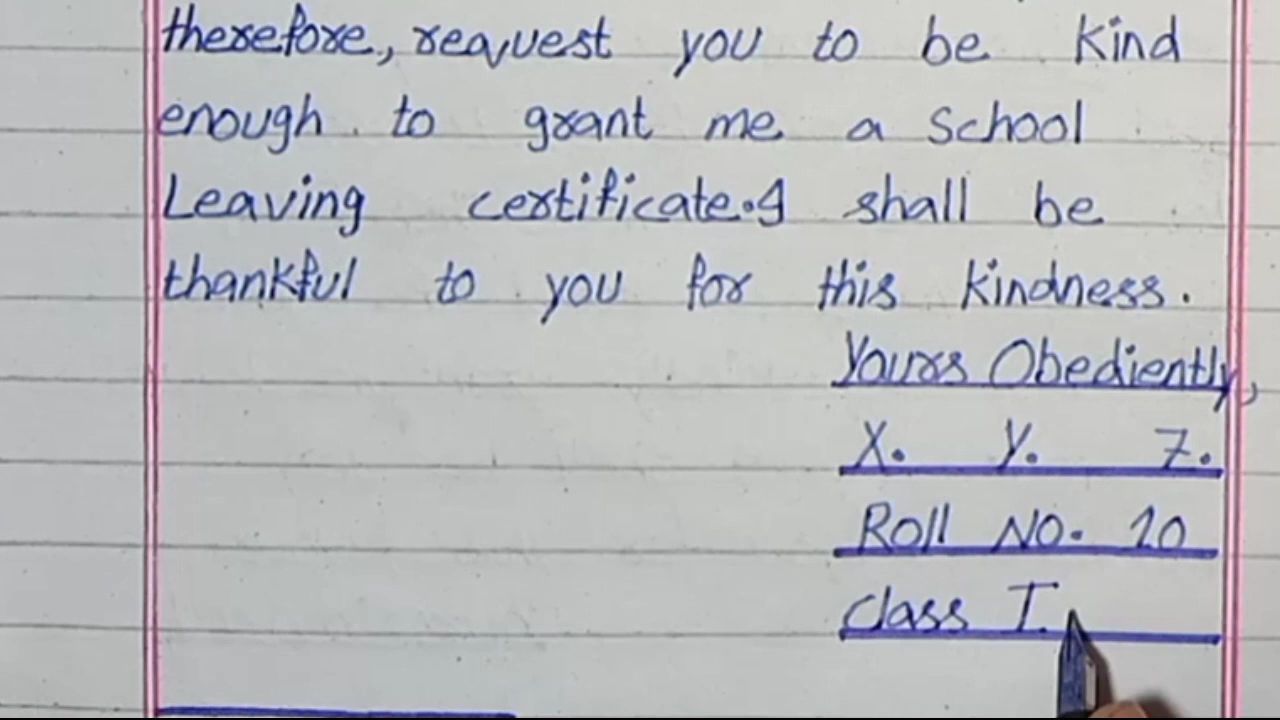 therefore, request you to be kind
enough to grant me a School
Leaving certificate. I shall be
thankful to you for this kindness.
Yours Obediently,
X. Y. Z.
Roll No. 10
Class I.